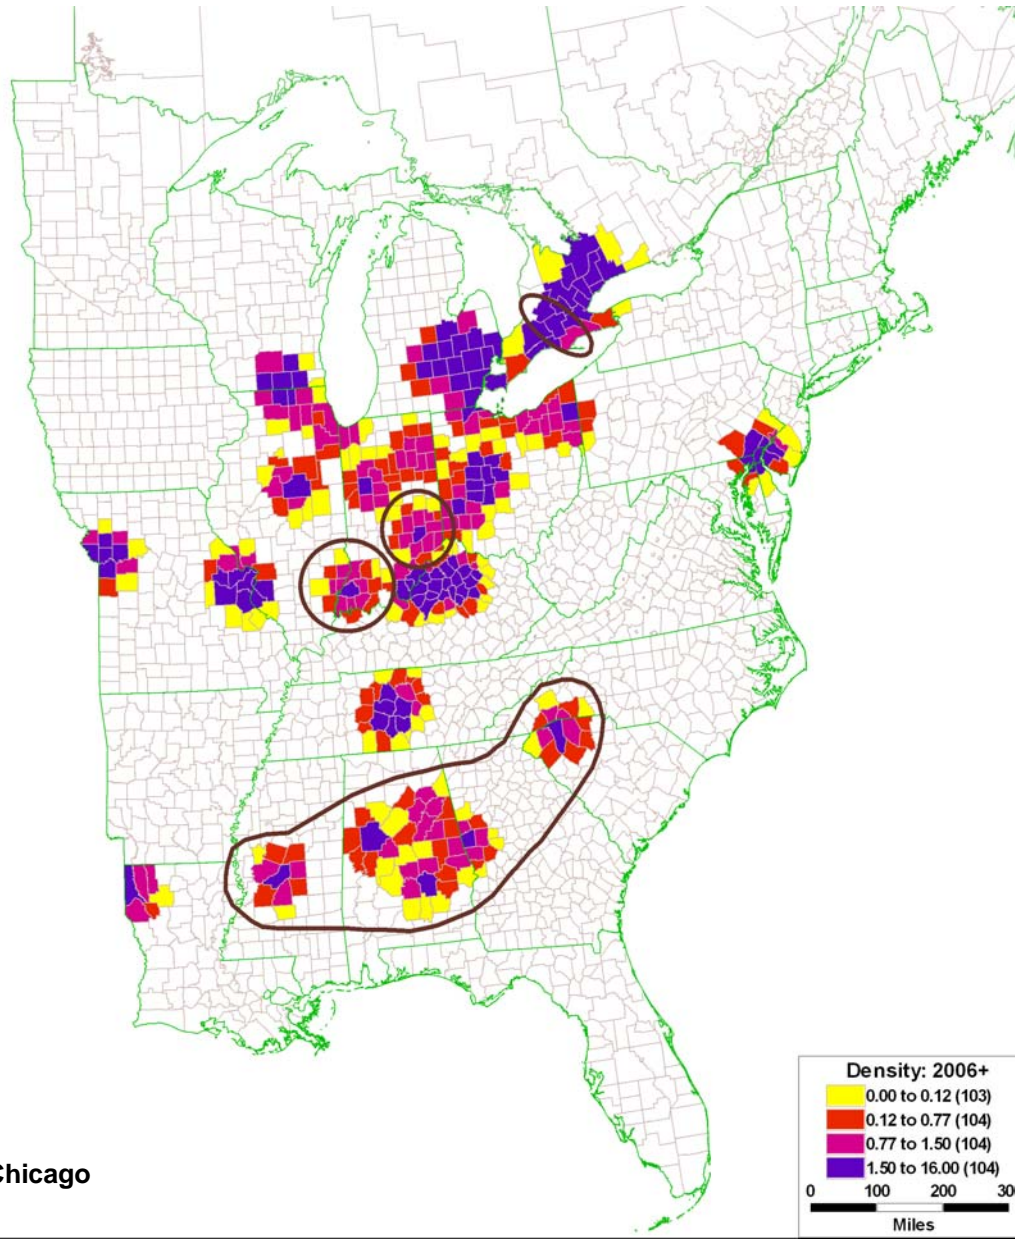 Density: 2006+
0.00 to 0.12 (103)
0.12 to 0.77 (104)
0.77 to 1.50 (104)
1.50 to 16.00 (104)
0 100 200 30
Miles
Chicago